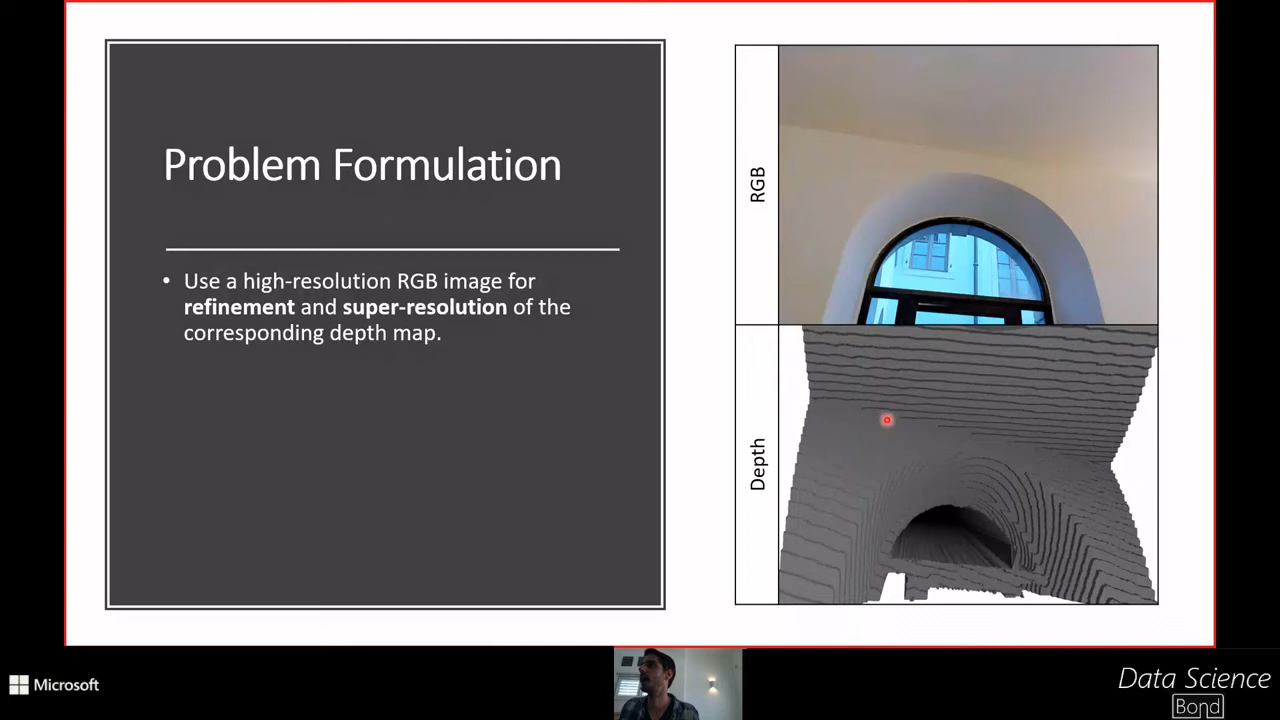 Problem Formulation
• Use a high-resolution RGB image for
refinement and super-resolution of the
corresponding depth map.
RGB
Depth
Microsoft
Data Science
Bond